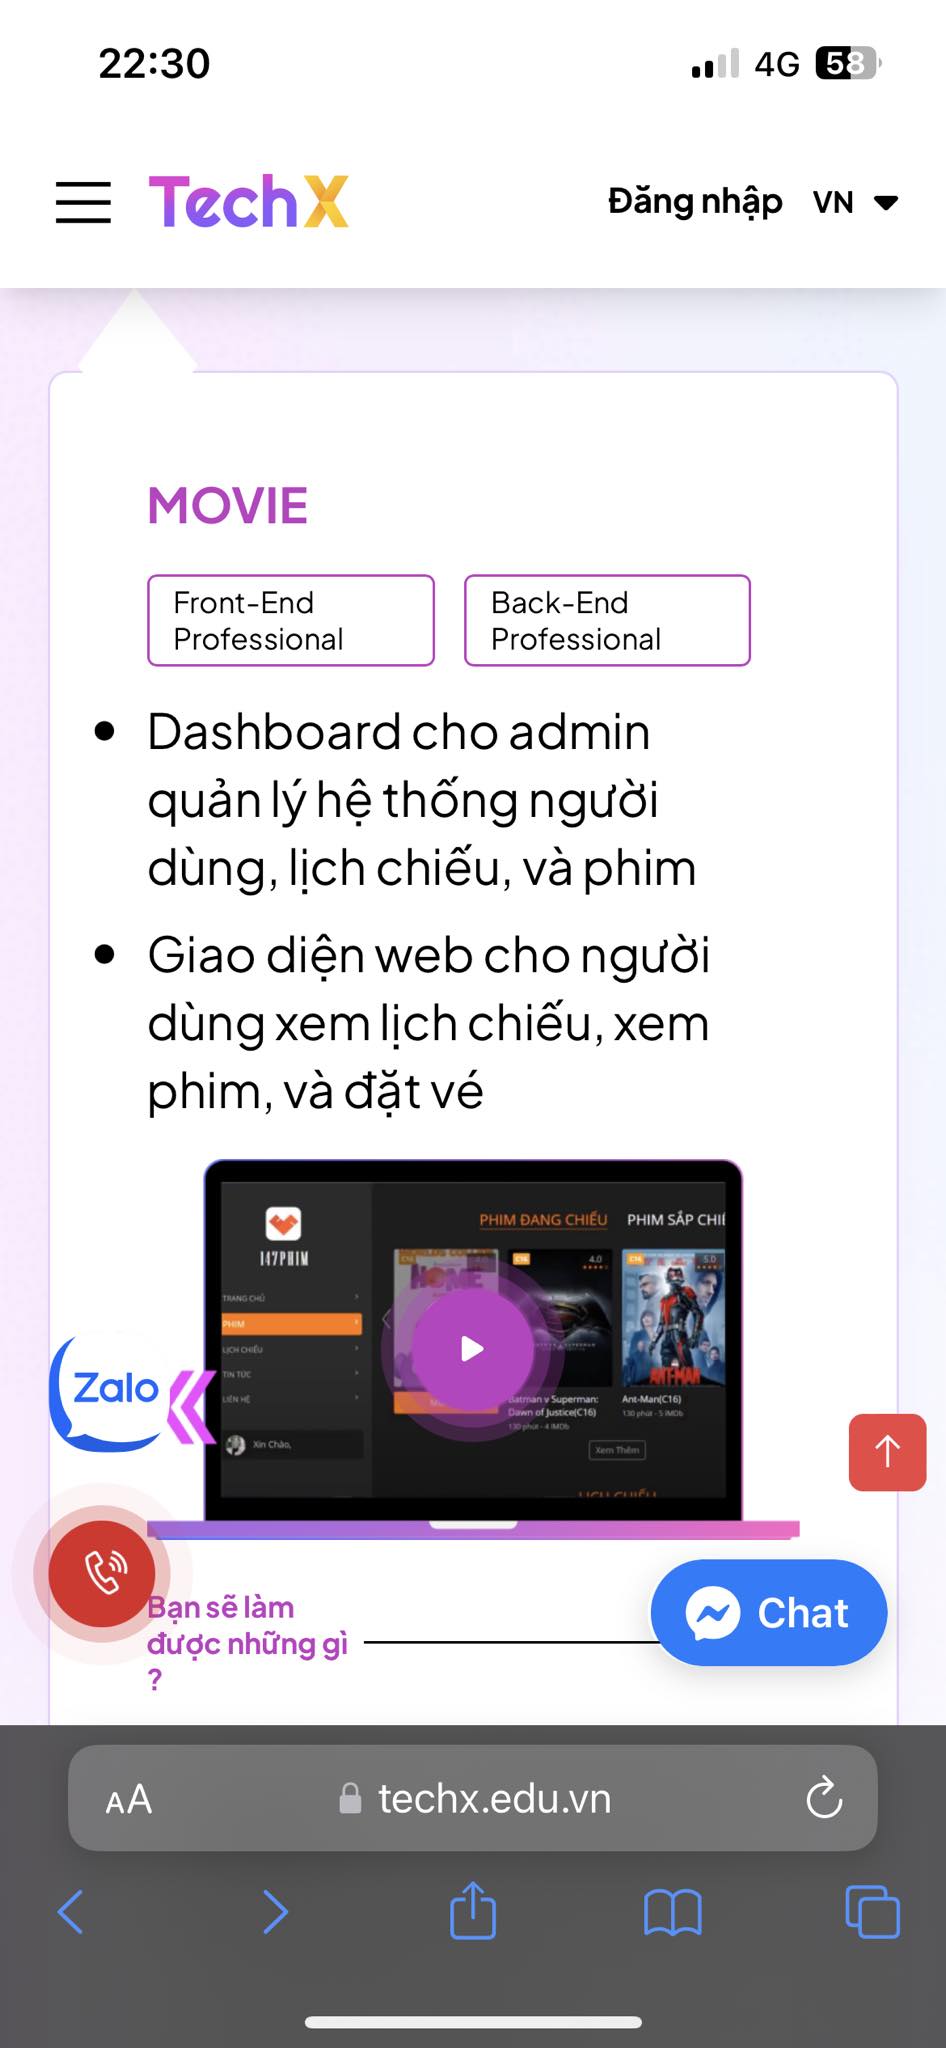 22:30
4G
58
TechX
Đăng nhập
VN
MOVIE
Front-End
Professional
Back-End
Professional
Dashboard cho admin
quản lý hệ thống người
dùng, lịch chiếu, và phim
Giao diện web cho người
dùng xem lịch chiếu, xem
phim, và đặt vé
147PHIM
PHIM ĐANG CHIẾU
PHIM SẮP CHIẾ
TRANG CHỦ
PHIM
LỊCH CHIẾU
TIN TỨC
LIÊN HỆ
Xin Chào,
HOME
C16
4.0
C16
5.0
ANT-MAN
Batman v Superman:
Dawn of Justice(C16)
130 phút - 4 IMDb
Ant-Man(C16)
130 phút - 5 IMDb
Xem Thêm
LỊCH CHIẾU
Zalo
Bạn sẽ làm
được những gì
?
Chat
AA
techx.edu.vn